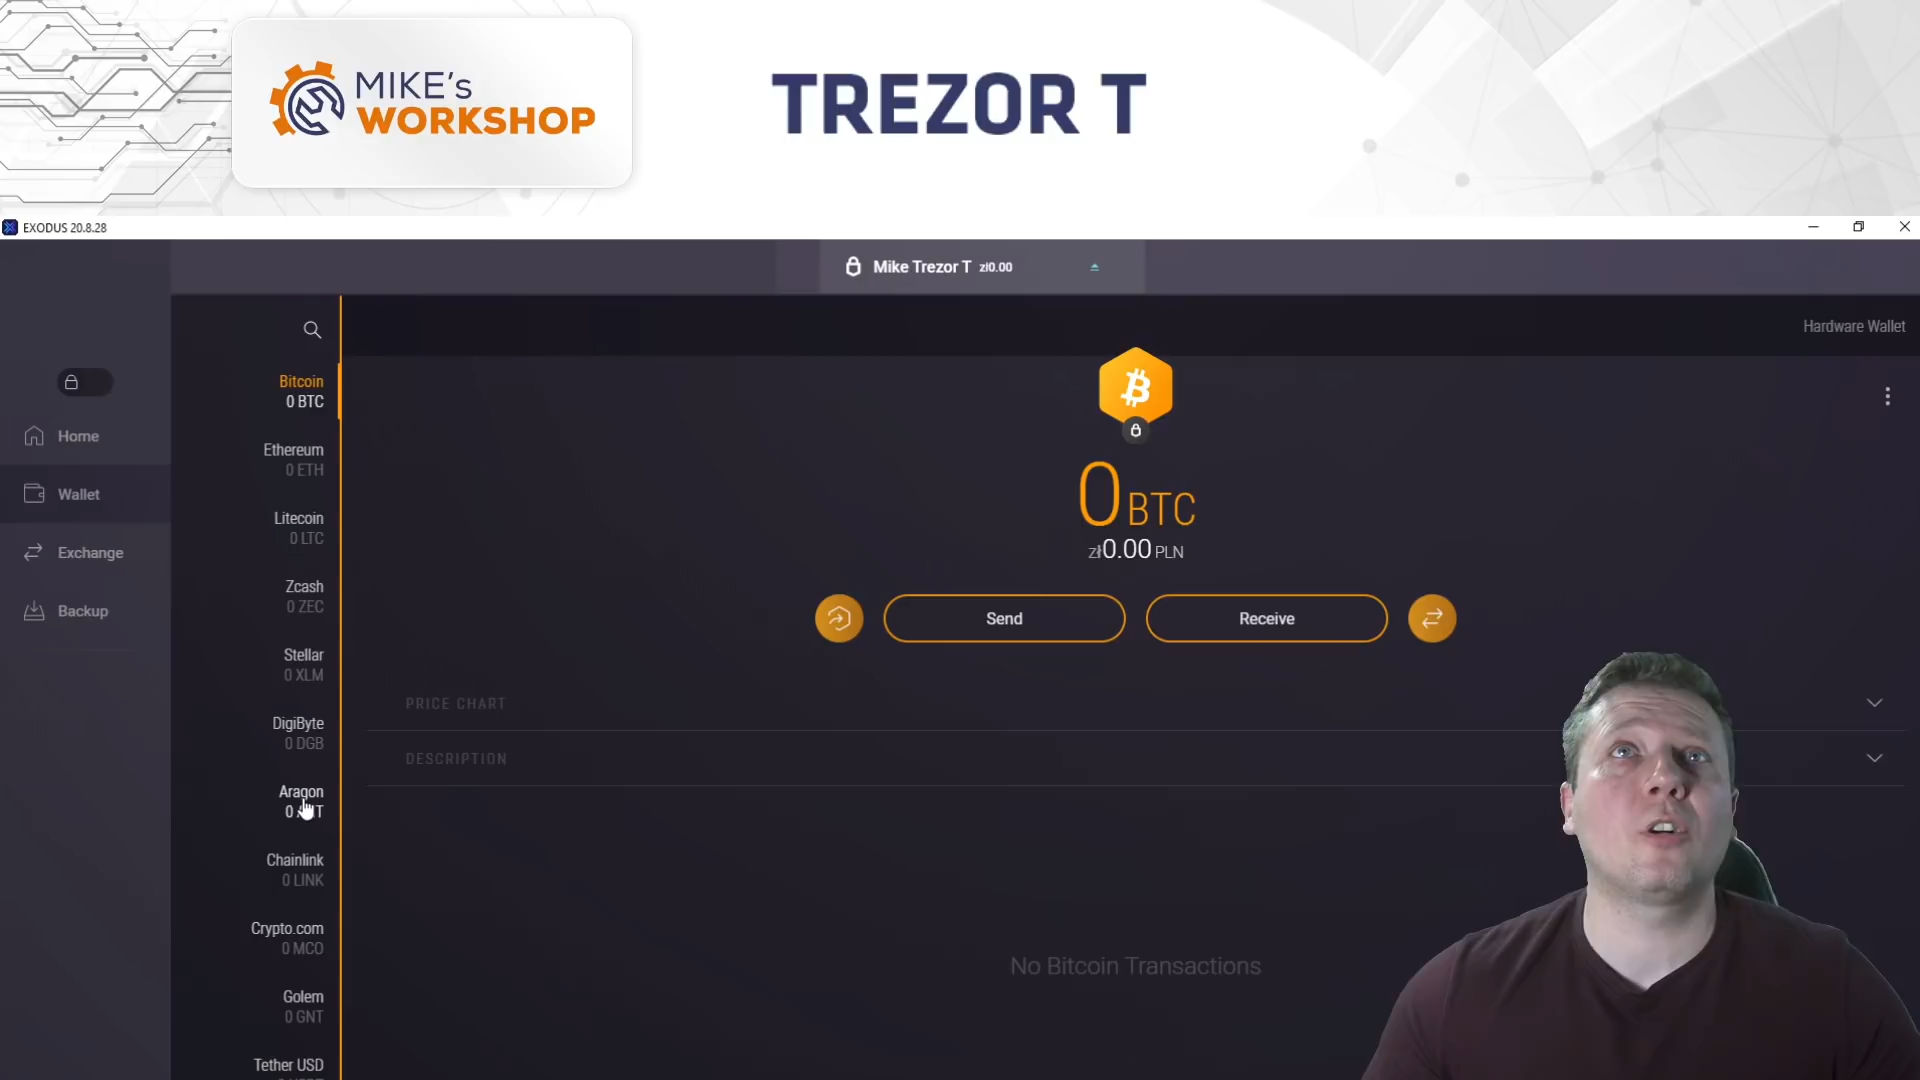 MIKE's
WORKSHOP
TREZOR T
EXODUS 20.8.28
Mike Trezor T zł0.00
Hardware Wallet
Home
Wallet
Exchange
Backup
Bitcoin
0 BTC
Ethereum
0 ETH
Litecoin
0 LTC
Zcash
0 ZEC
Stellar
0 XLM
DigiByte
0 DGB
Aragon
0
Chainlink
0 LINK
Crypto.com
0 MCO
Golem
0 GNT
Tether USD
0 BTC
zł0.00 PLN
Send
Receive
PRICE CHART
DESCRIPTION
No Bitcoin Transactions